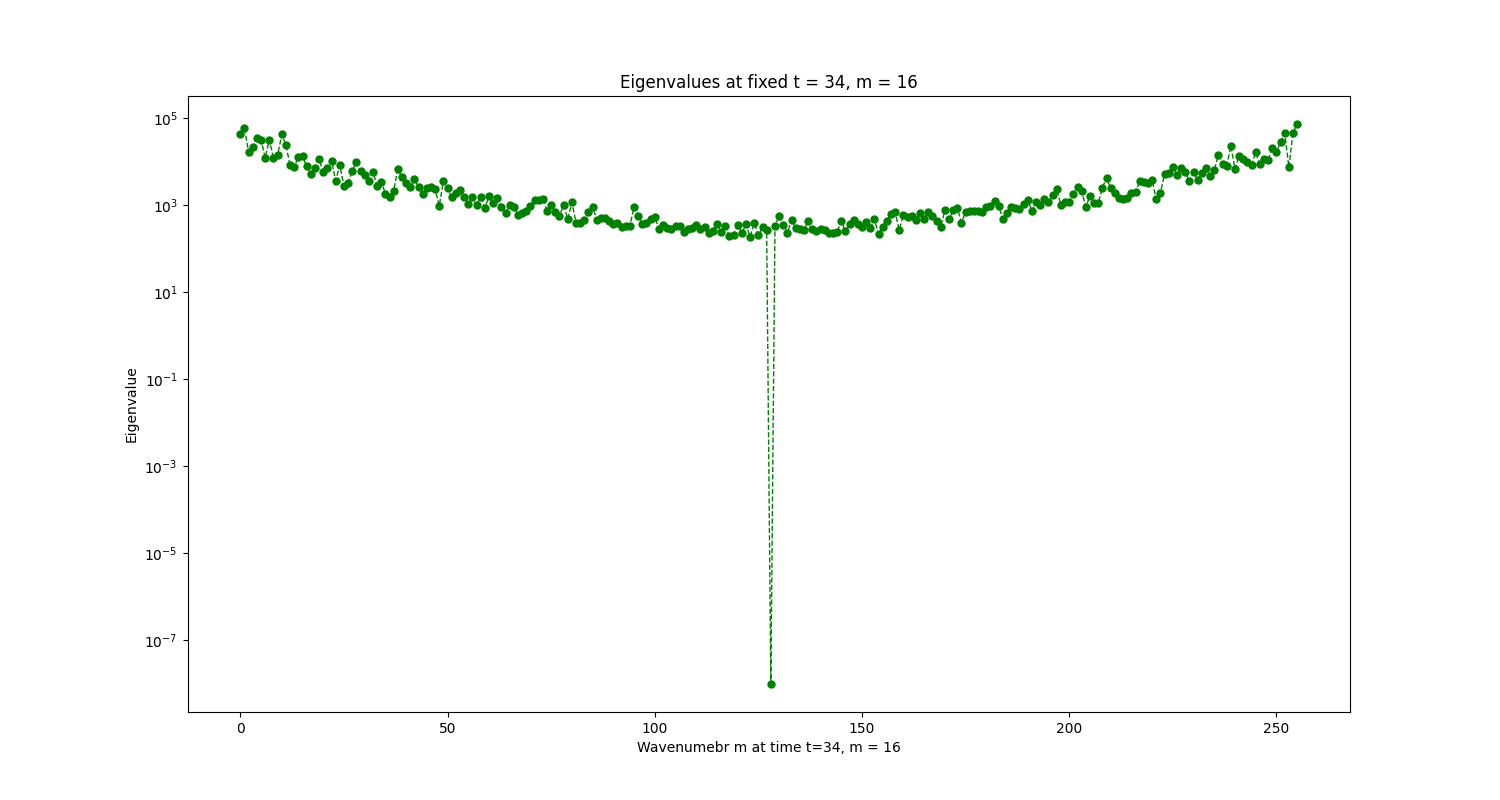 Eigenvalues at fixed t = 34, m = 16
10^5
10^3
10^1
10^-1
10^-3
10^-5
10^-7
Eigenvalue
0 50 100 150 200 250
Wavenumebr m at time t=34, m = 16